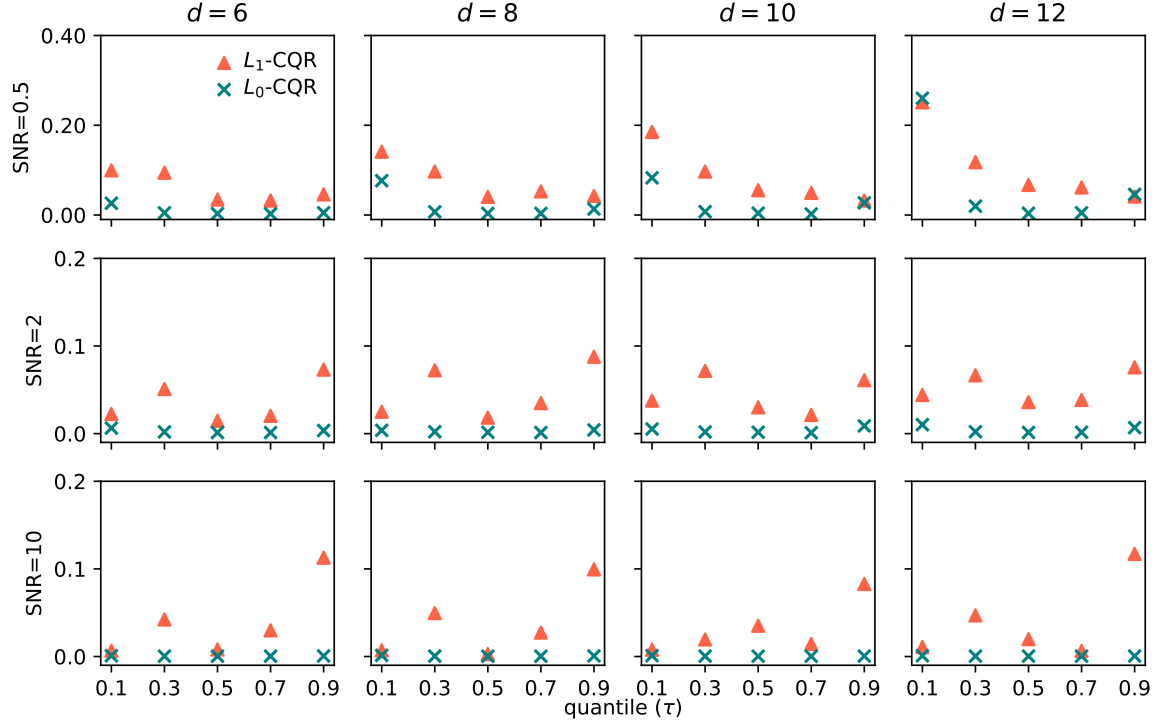 d = 6 d = 8 d = 10 d = 12
0.40
0.20
0.00
SNR=0.5
L₁-CQR
L₀-CQR
0.2
0.1
0.0
SNR=2
0.2
0.1
0.0
SNR=10
0.1 0.3 0.5 0.7 0.9 0.1 0.3 0.5 0.7 0.9 0.1 0.3 0.5 0.7 0.9 0.1 0.3 0.5 0.7 0.9
quantile (τ)